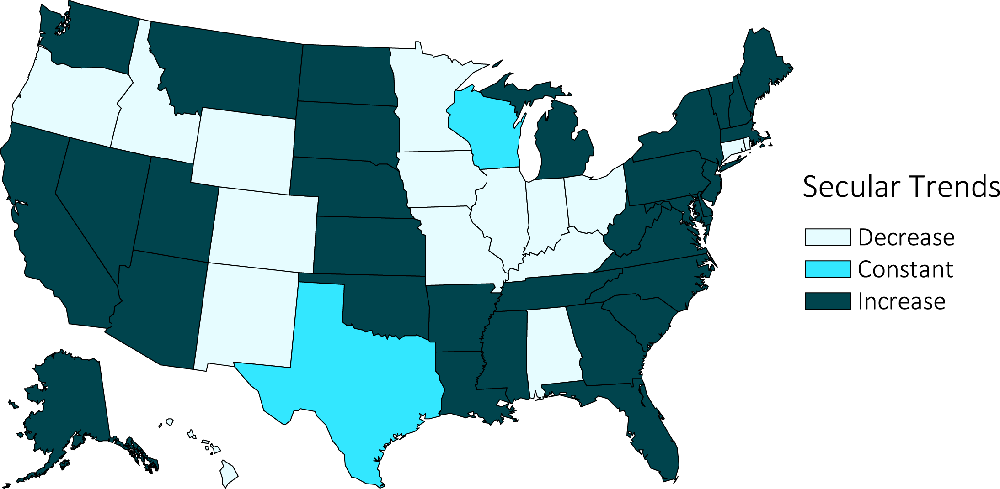 Secular Trends
Decrease
Constant
Increase